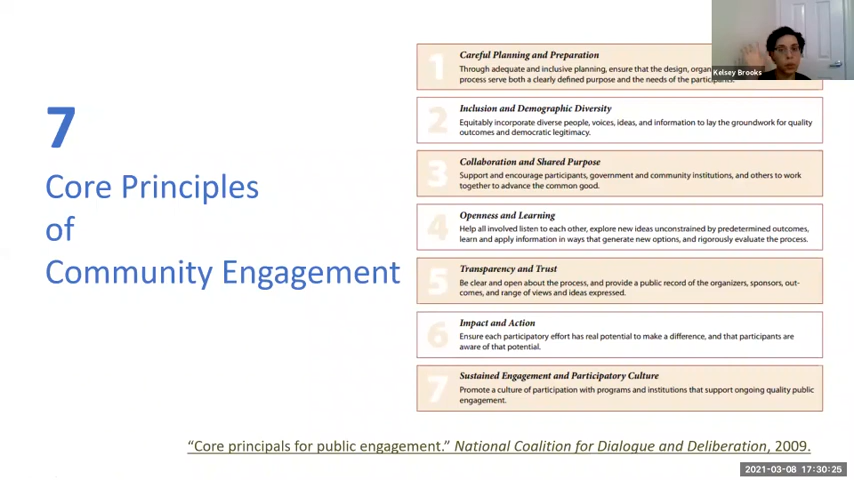 7
Core Principles
of
Community Engagement
1
Careful Planning and Preparation
Through adequate and inclusive planning, ensure that the design,
process serve both a clearly defined purpose and the needs of the participants.
Kelsey Brooks
2
Inclusion and Demographic Diversity
Equitably incorporate diverse people, voices, ideas, and information to lay the groundwork for quality
outcomes and democratic legitimacy.
3
Collaboration and Shared Purpose
Support and encourage participants, government and community institutions, and others to work
together to advance the common good.
4
Openness and Learning
Help all involved listen to each other, explore new ideas unconstrained by predetermined outcomes,
learn and apply information in ways that generate new options, and rigorously evaluate the process.
5
Transparency and Trust
Be clear and open about the process, and provide a public record of the organizers, sponsors, out-
comes, and range of views and ideas expressed.
6
Impact and Action
Ensure each participatory effort has real potential to make a difference, and that participants are
aware of that potential.
7
Sustained Engagement and Participatory Culture
Promote a culture of participation with programs and institutions that support ongoing quality public
engagement.
“Core principals for public engagement.” National Coalition for Dialogue and Deliberation, 2009.
2021-03-08 17:30:25